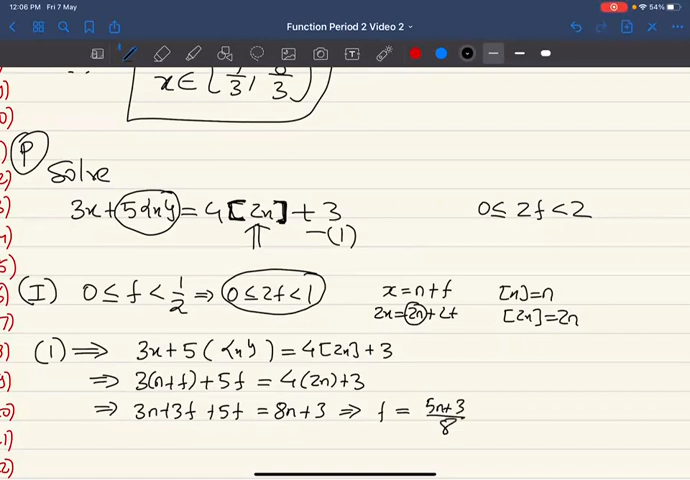 12:06 PM Fri 7 May 54%
Function Period 2 Video 2
x ∈ [1/3,
P
Solve
3x + 5{x} = 4[2x] + 3 —(1) 0 ≤ 2f < 2
(I) 0 ≤ f < 1/2 ⇒ 0 ≤ 2f < 1 x = n + f [x] = n
2x = 2n + 2f [2x] = 2n
(1) ⇒ 3x + 5({x}) = 4[2x] + 3
⇒ 3(n+f) + 5f = 4(2n) + 3
⇒ 3n + 3f + 5f = 8n + 3 ⇒ f = (5n+3)/8